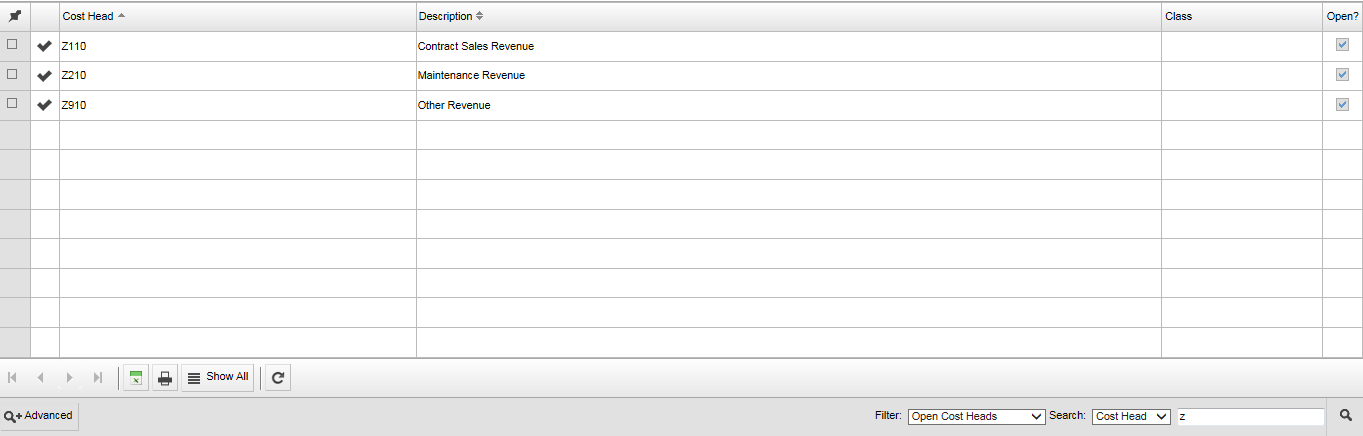 Cost Head Description Class Open?
Z110 Contract Sales Revenue
Z210 Maintenance Revenue
Z910 Other Revenue
Show All
Advanced Filter: Open Cost Heads Search: Cost Head z